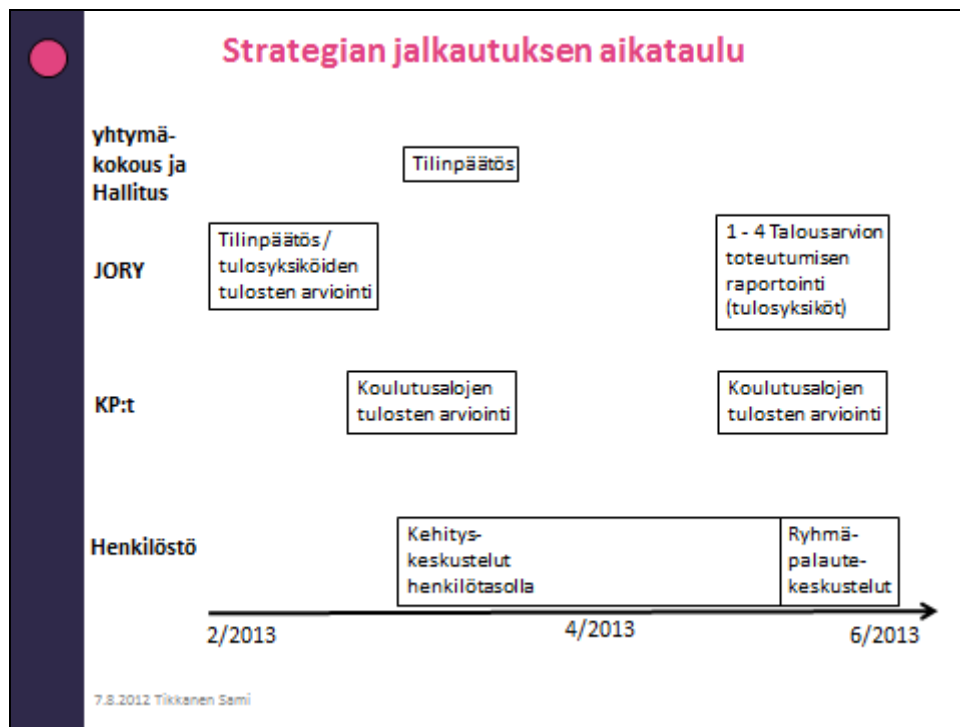 Strategian jalkautuksen aikataulu
yhtymä-
kokous ja
Hallitus
Tilinpäätös
JORY
Tilinpäätös /
tulosyksiköiden
tulosten arviointi
1 - 4 Talousarvion
toteutumisen
raportointi
(tulosyksiköt)
KP:t
Koulutusalojen
tulosten arviointi
Koulutusalojen
tulosten arviointi
Henkilöstö
Kehitys-
keskustelut
henkilötasolla
Ryhmä-
palaute-
keskustelut
2/2013
4/2013
6/2013
7.8.2012 Tikkanen Sami